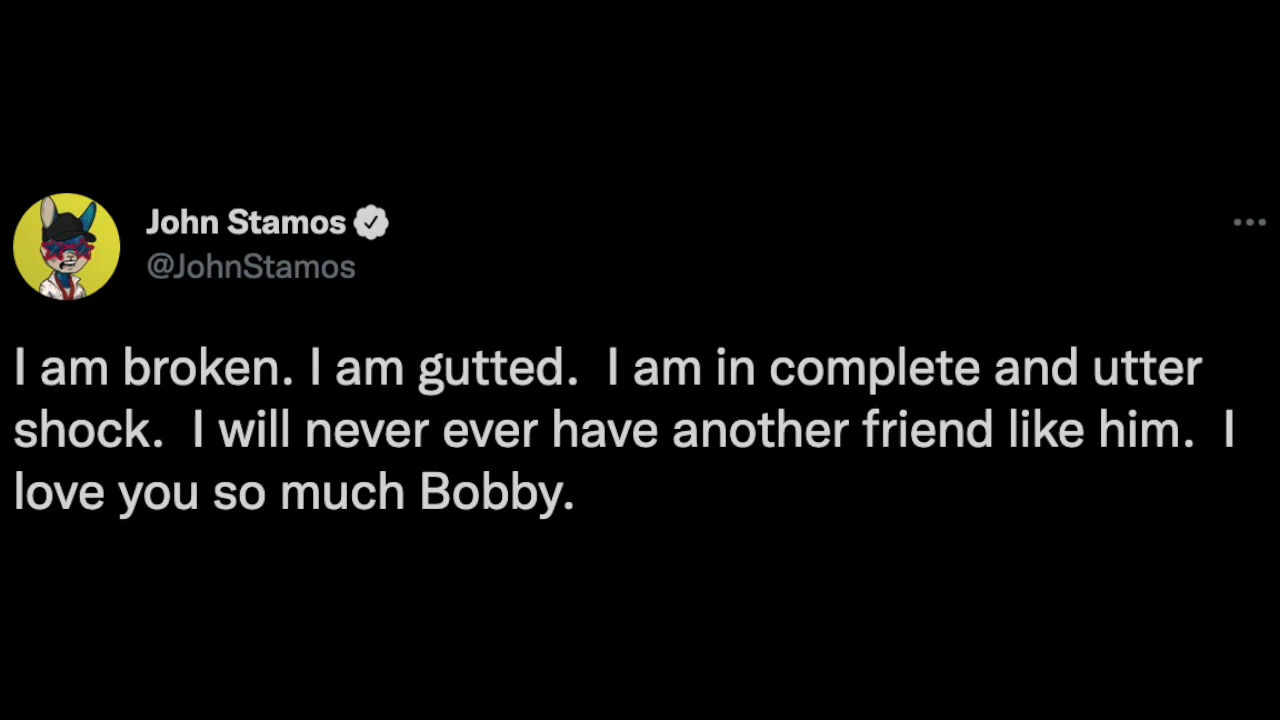 John Stamos
@JohnStamos
I am broken. I am gutted.  I am in complete and utter
shock.  I will never ever have another friend like him.  I
love you so much Bobby.